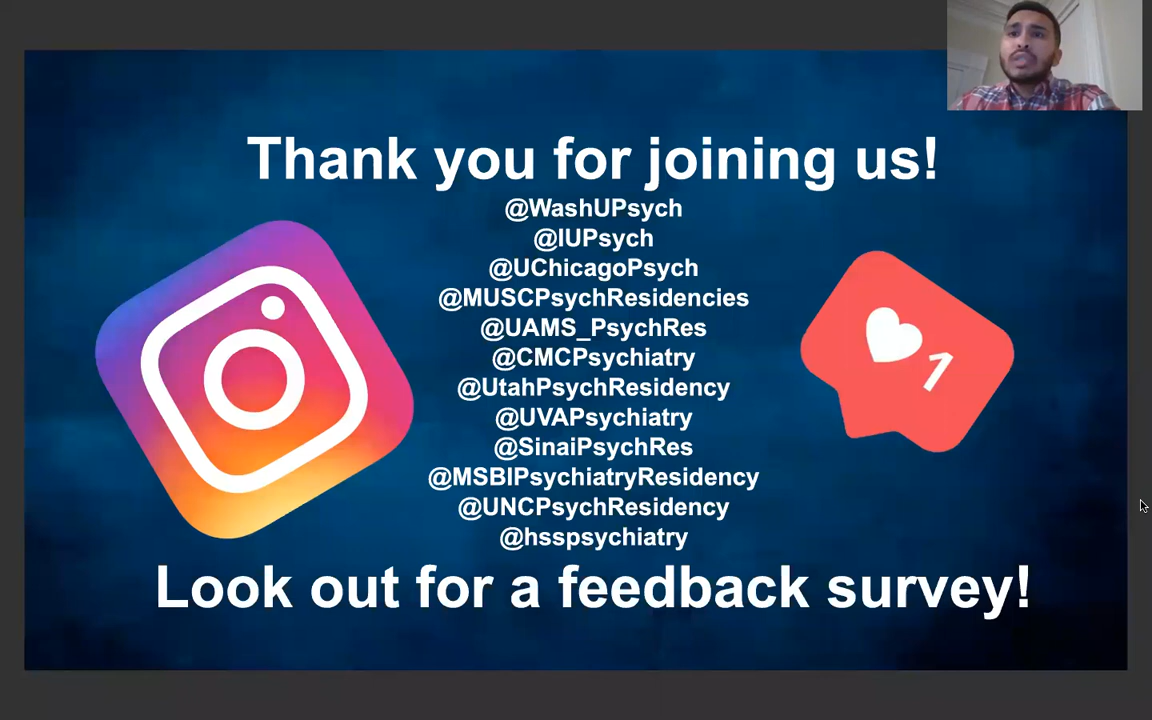 Thank you for joining us!
@WashUPsych
@IUPsych
@UChicagoPsych
@MUSCPsychResidencies
@UAMS_PsychRes
@CMCPsychiatry
@UtahPsychResidency
@UVAPsychiatry
@SinaiPsychRes
@MSBIPsychiatryResidency
@UNCPsychResidency
@hsspsychiatry
1
Look out for a feedback survey!